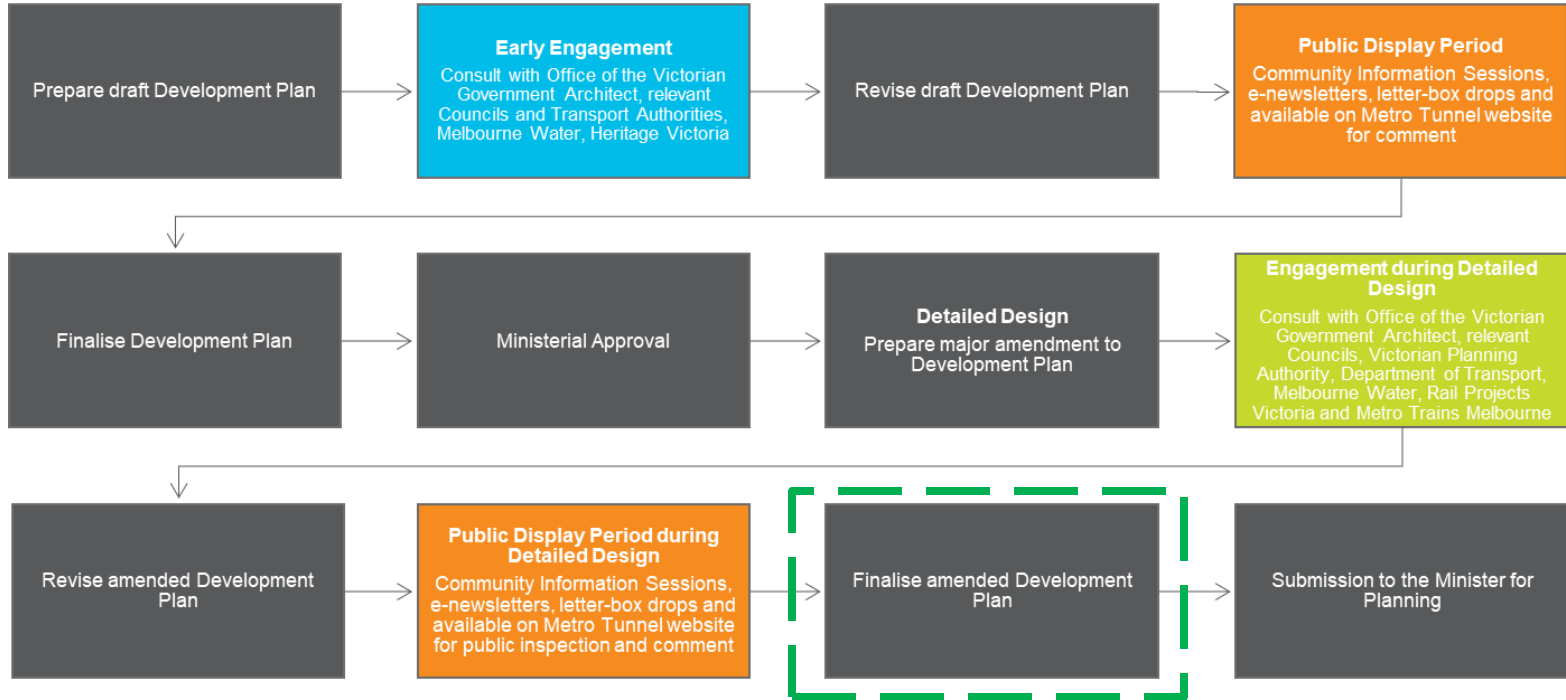 Prepare draft Development Plan
Early Engagement
Consult with Office of the Victorian
Government Architect, relevant
Councils and Transport Authorities,
Melbourne Water, Heritage Victoria
Revise draft Development Plan
Public Display Period
Community Information Sessions,
e-newsletters, letter-box drops and
available on Metro Tunnel website
for comment
Finalise Development Plan
Ministerial Approval
Detailed Design
Prepare major amendment to
Development Plan
Engagement during Detailed
Design
Consult with Office of the Victorian
Government Architect, relevant
Councils, Victorian Planning
Authority, Department of Transport,
Melbourne Water, Rail Projects
Victoria and Metro Trains Melbourne
Revise amended Development
Plan
Public Display Period during
Detailed Design
Community Information Sessions,
e-newsletters, letter-box drops and
available on Metro Tunnel website
for public inspection and comment
Finalise amended Development
Plan
Submission to the Minister for
Planning